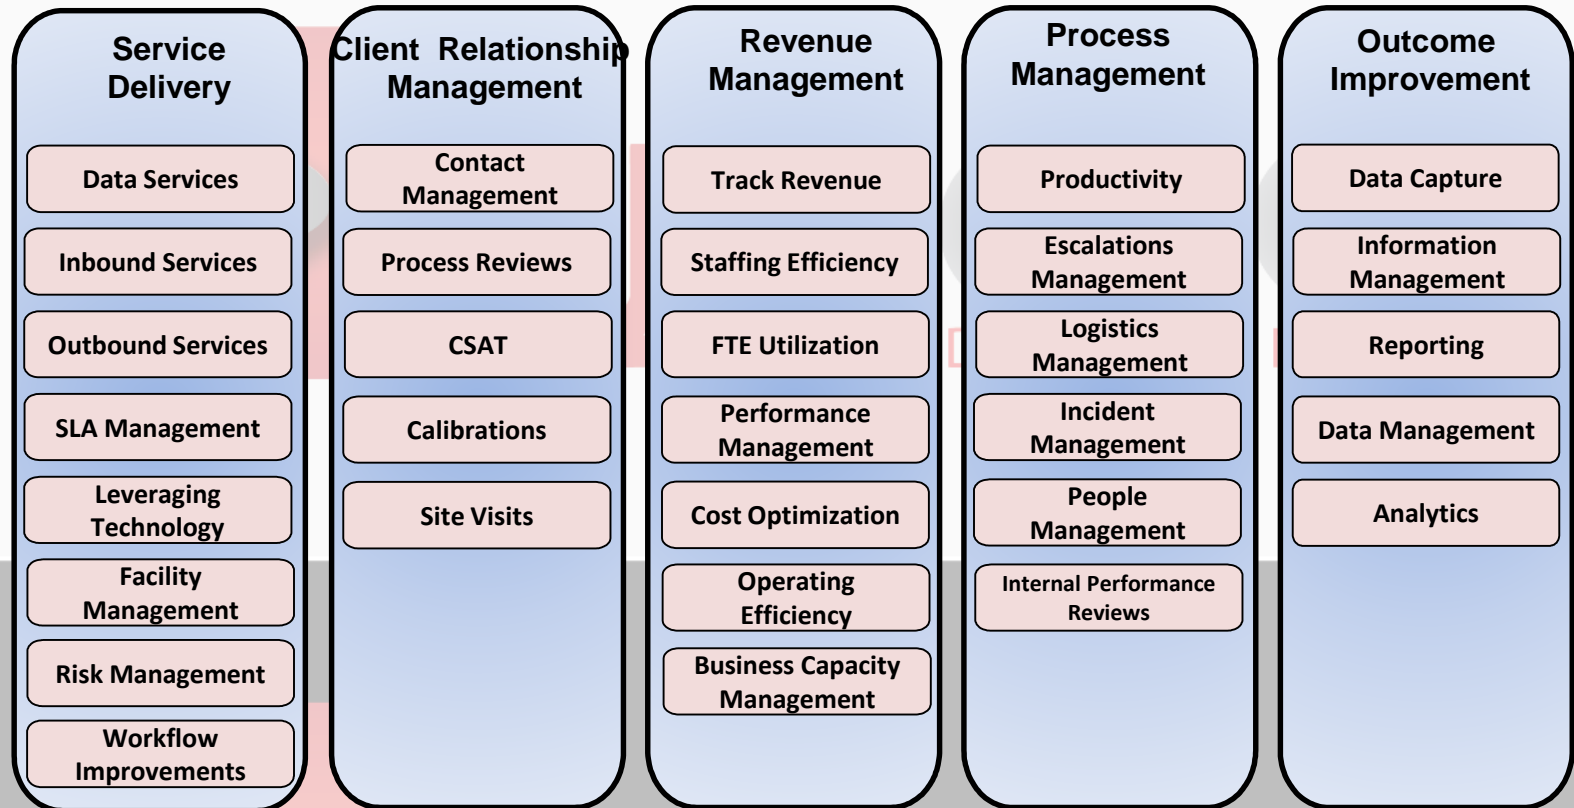 Service
Delivery
Data Services
Inbound Services
Outbound Services
SLA Management
Leveraging
Technology
Facility
Management
Risk Management
Workflow
Improvements
Client Relationship
Management
Contact
Management
Process Reviews
CSAT
Calibrations
Site Visits
Revenue
Management
Track Revenue
Staffing Efficiency
FTE Utilization
Performance
Management
Cost Optimization
Operating
Efficiency
Business Capacity
Management
Process
Management
Productivity
Escalations
Management
Logistics
Management
Incident
Management
People
Management
Internal Performance
Reviews
Outcome
Improvement
Data Capture
Information
Management
Reporting
Data Management
Analytics